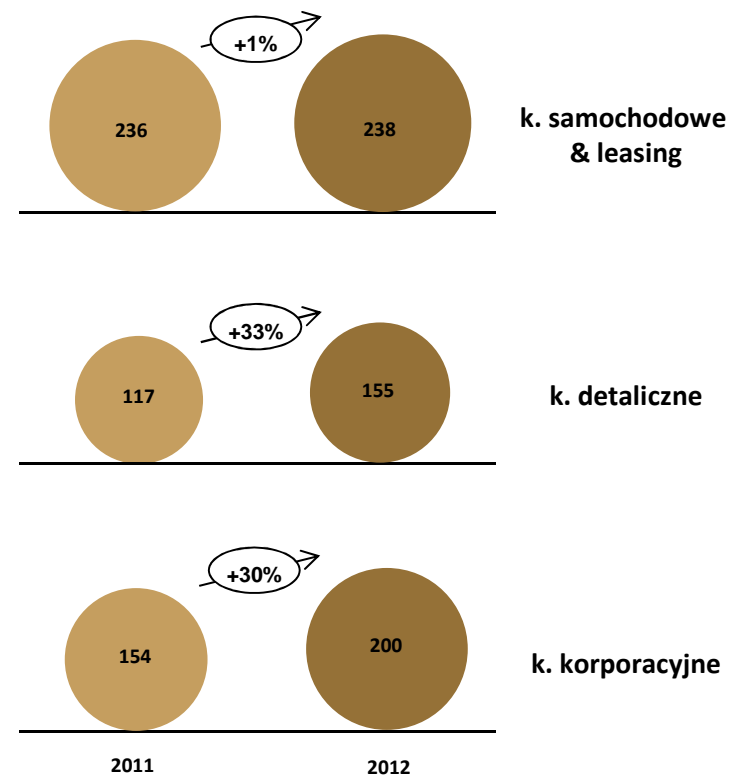 +1%
236
238
k. samochodowe
& leasing
+33%
117
155
k. detaliczne
+30%
154
200
k. korporacyjne
2011
2012